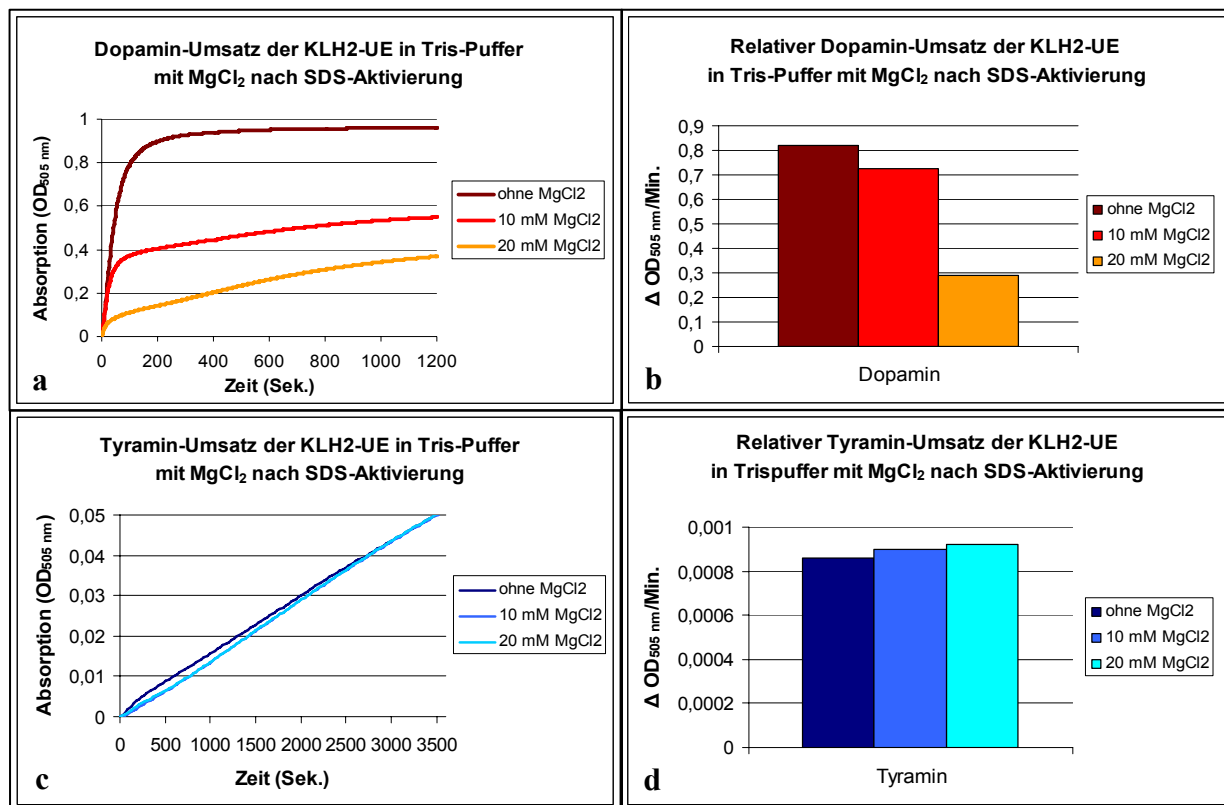 Dopamin-Umsatz der KLH2-UE in Tris-Puffer
mit MgCl2 nach SDS-Aktivierung
Absorption (OD505 nm)
1
0,8
0,6
0,4
0,2
0
0 200 400 600 800 1000 1200
Zeit (Sek.)
ohne MgCl2
10 mM MgCl2
20 mM MgCl2
a
Relativer Dopamin-Umsatz der KLH2-UE
in Tris-Puffer mit MgCl2 nach SDS-Aktivierung
Δ OD505 nm/Min.
0,9
0,8
0,7
0,6
0,5
0,4
0,3
0,2
0,1
0
Dopamin
ohne MgCl2
10 mM MgCl2
20 mM MgCl2
b
Tyramin-Umsatz der KLH2-UE in Tris-Puffer
mit MgCl2 nach SDS-Aktivierung
Absorption (OD505 nm)
0,05
0,04
0,03
0,02
0,01
0
0 500 1000 1500 2000 2500 3000 3500
Zeit (Sek.)
ohne MgCl2
10 mM MgCl2
20 mM MgCl2
c
Relativer Tyramin-Umsatz der KLH2-UE
in Trispuffer mit MgCl2 nach SDS-Aktivierung
Δ OD505 nm/Min.
0,001
0,0008
0,0006
0,0004
0,0002
0
Tyramin
ohne MgCl2
10 mM MgCl2
20 mM MgCl2
d